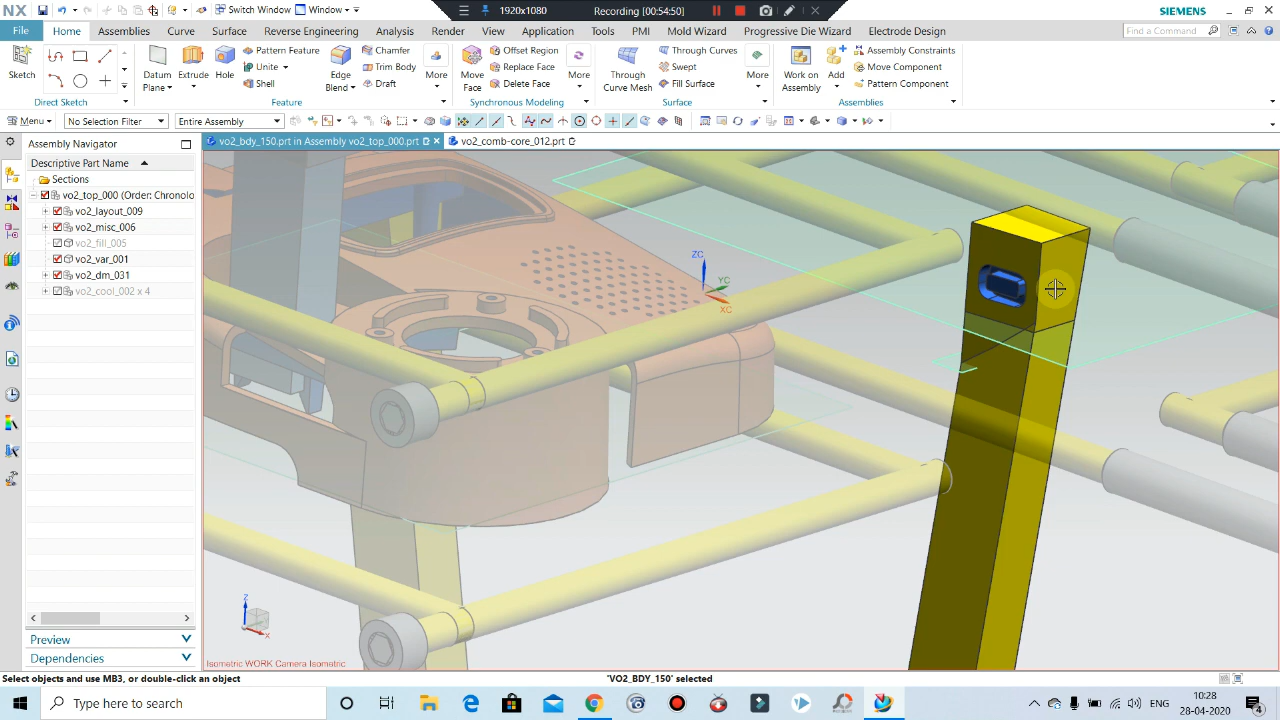 NX
Switch Window
Window
1920x1080
Recording [00:54:50]
SIEMENS
File
Home
Assemblies
Curve
Surface
Reverse Engineering
Analysis
Render
View
Application
Tools
PMI
Mold Wizard
Progressive Die Wizard
Electrode Design
Find a Command
Sketch
Direct Sketch
Datum Plane
Extrude
Hole
Pattern Feature
Unite
Shell
Edge Blend
Chamfer
Trim Body
Draft
More
Feature
Move Face
Offset Region
Replace Face
Delete Face
More
Synchronous Modeling
Through Curve Mesh
Through Curves
Swept
Fill Surface
More
Surface
Work on Assembly
Add
Assembly Constraints
Move Component
Pattern Component
Assemblies
Menu
No Selection Filter
Entire Assembly
Assembly Navigator
vo2_bdy_150.prt in Assembly vo2_top_000.prt
vo2_comb-core_012.prt
Descriptive Part Name
Sections
vo2_top_000 (Order: Chronolo
vo2_layout_009
vo2_misc_006
vo2_fill_005
vo2_var_001
vo2_dm_031
vo2_cool_002 x 4
ZC
YC
XC
Z
X
Preview
Dependencies
Isometric WORK Camera Isometric
Select objects and use MB3, or double-click an object
'VO2_BDY_150' selected
Type here to search
ENG
10:28
28-04-2020
4